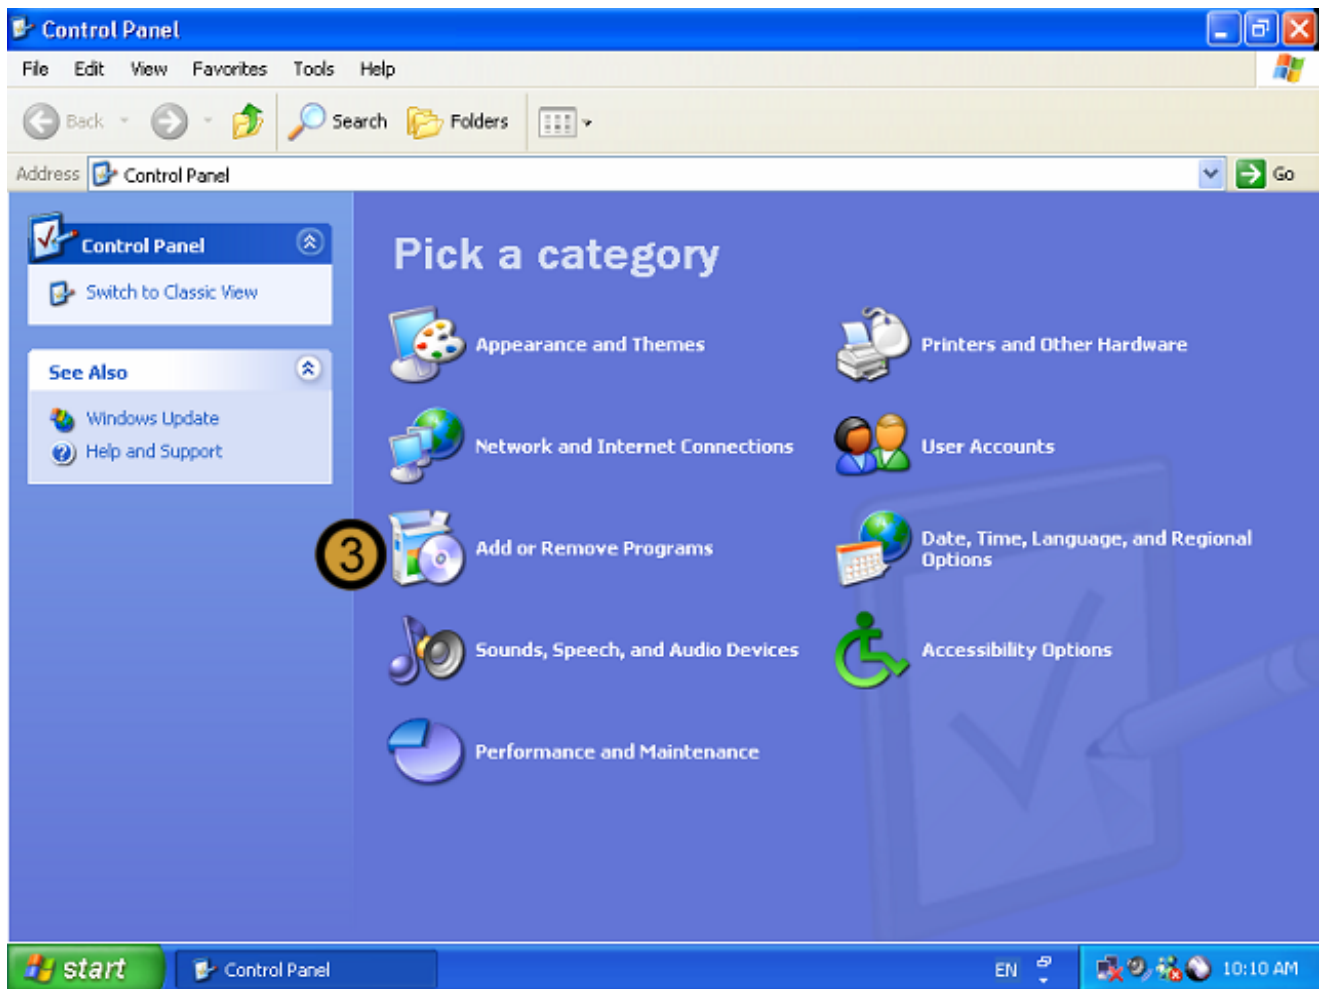 Control Panel
File Edit View Favorites Tools Help
Back Search Folders
Address Control Panel Go
Control Panel
Switch to Classic View
See Also
Windows Update
Help and Support
Pick a category
Appearance and Themes
Printers and Other Hardware
Network and Internet Connections
User Accounts
3
Add or Remove Programs
Date, Time, Language, and Regional
Options
Sounds, Speech, and Audio Devices
Accessibility Options
Performance and Maintenance
start Control Panel EN 10:10 AM